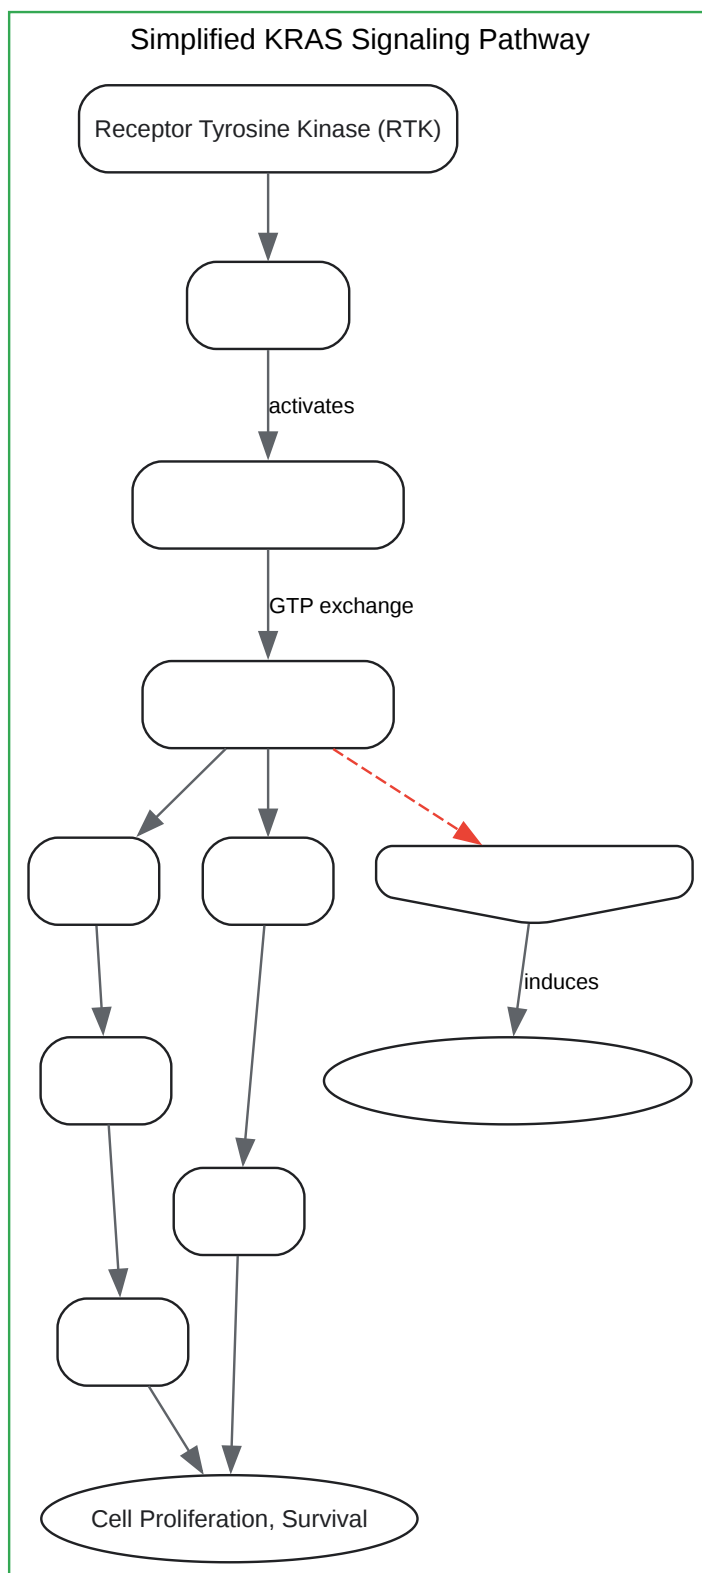 Simplified KRAS Signaling Pathway
Receptor Tyrosine Kinase (RTK)
activates
GTP exchange
induces
Cell Proliferation, Survival